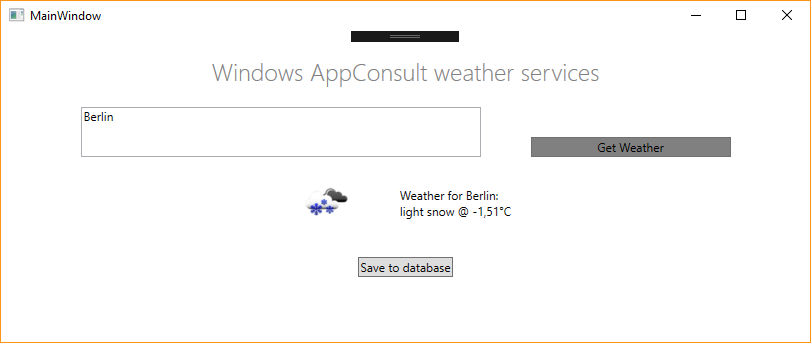 MainWindow
Windows AppConsult weather services
Berlin
Get Weather
Weather for Berlin:
light snow @ -1,51°C
Save to database